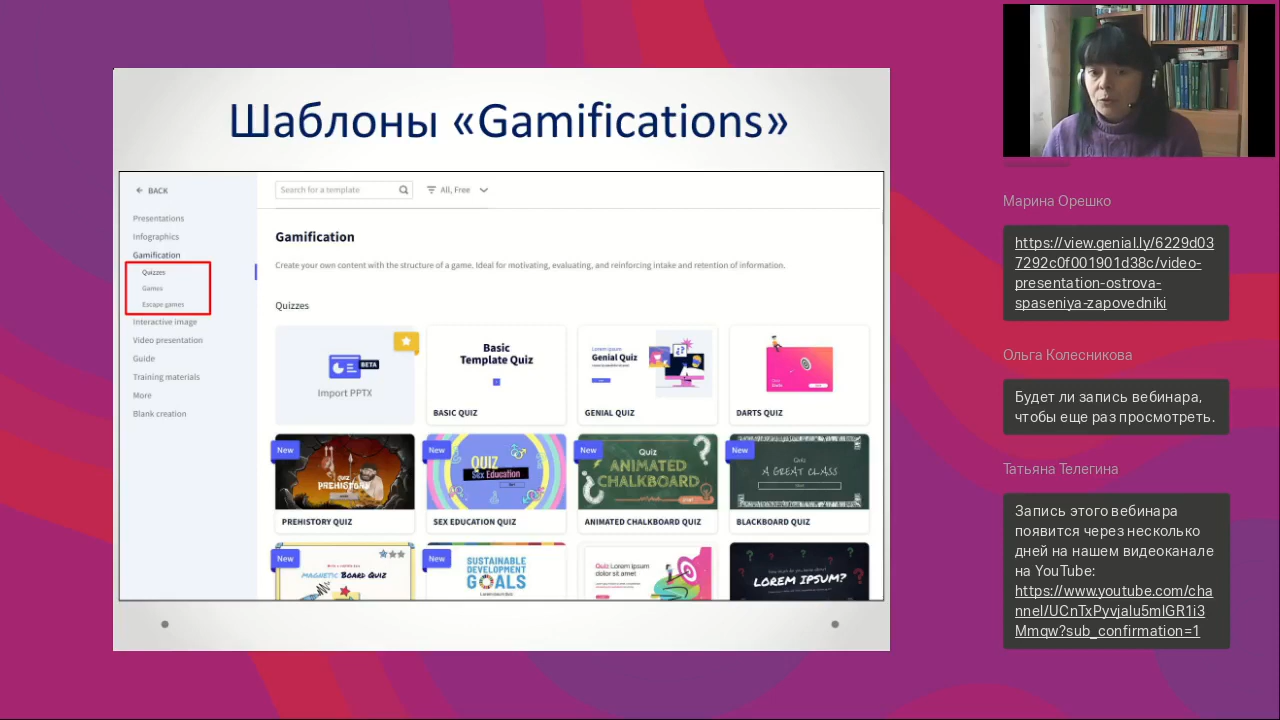 Шаблоны «Gamifications»
BACK
Search for a template
All, Free
Presentations
Infographics
Gamification
Quizzes
Games
Escape games
Interactive image
Video presentation
Guide
Training materials
More
Blank creation
Gamification
Create your own content with the structure of a game. Ideal for motivating, evaluating, and reinforcing intake and retention of information.
Quizzes
BETA
Import PPTX
Basic
Template Quiz
BASIC QUIZ
Genial Quiz
GENIAL QUIZ
DARTS QUIZ
New
QUIZ
PREHISTORY
PREHISTORY QUIZ
New
QUIZ
Sex Education
SEX EDUCATION QUIZ
New
Quiz
ANIMATED
CHALKBOARD
ANIMATED CHALKBOARD QUIZ
New
Quiz
A GREAT CLASS
BLACKBOARD QUIZ
New
MAGNETIC BOARD QUIZ
New
SUSTAINABLE
DEVELOPMENT
GOALS
Quiz Lorem ipsum
dolor sit amet
LOREM IPSUM?
Марина Орешко
https://view.genial.ly/6229d03
7292c0f001901d38c/video-
presentation-ostrova-
spaseniya-zapovedniki
Ольга Колесникова
Будет ли запись вебинара,
чтобы еще раз просмотреть.
Татьяна Телегина
Запись этого вебинара
появится через несколько
дней на нашем видеоканале
на YouTube:
https://www.youtube.com/cha
nnel/UCnTxPyvjalu5mlGR1i3
Mmqw?sub_confirmation=1